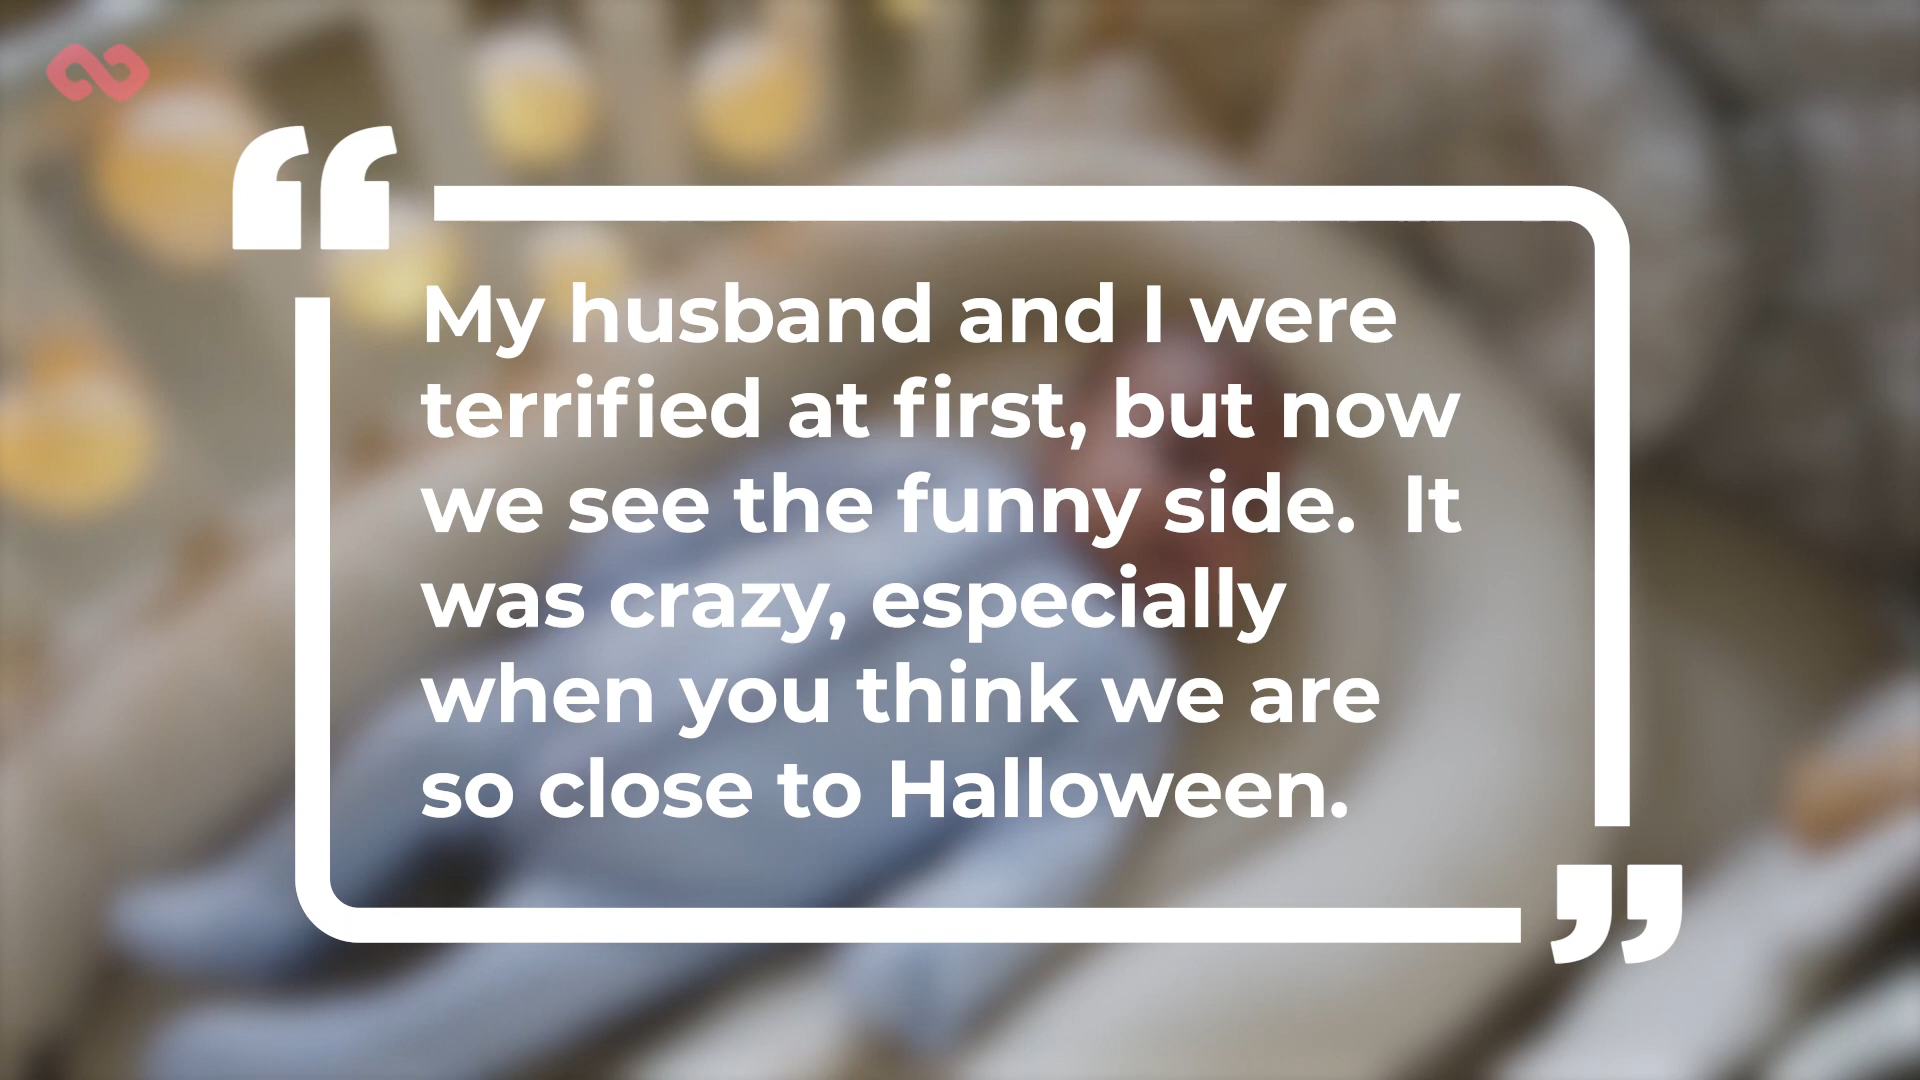 “
My husband and I were
terrified at first, but now
we see the funny side.  It
was crazy, especially
when you think we are
so close to Halloween.
”